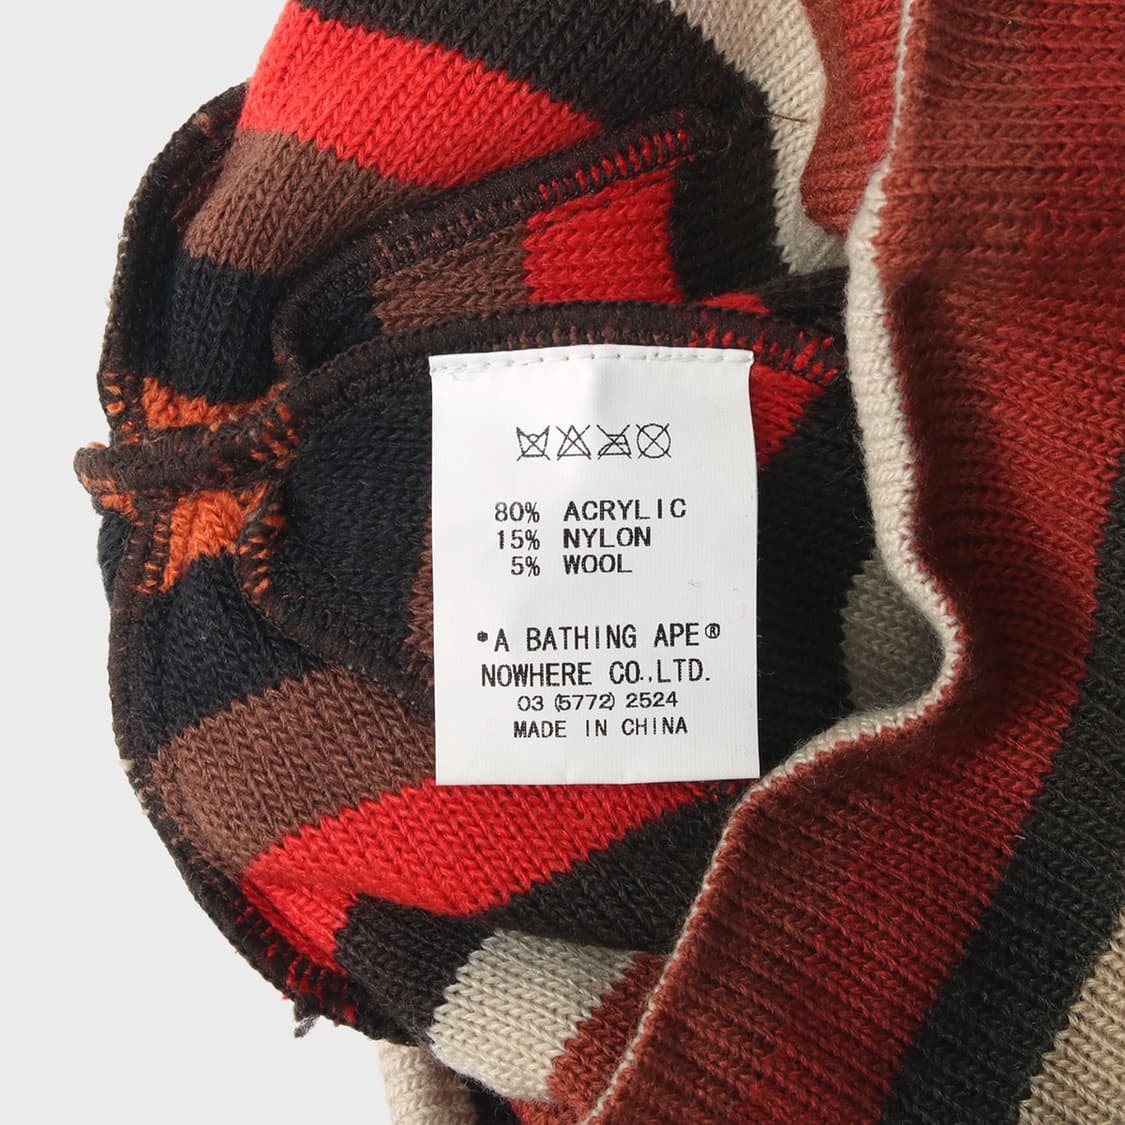 80% ACRYLIC
15% NYLON
5% WOOL
*A BATHING APE®
NOWHERE CO.,LTD.
03 (5772) 2524
MADE IN CHINA